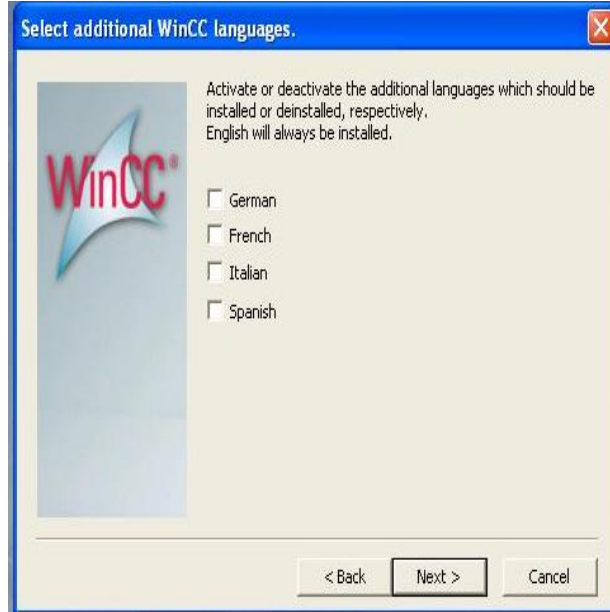 Select additional WinCC languages.
Activate or deactivate the additional languages which should be
installed or deinstalled, respectively.
English will always be installed.
WinCC®
German
French
Italian
Spanish
< Back
Next >
Cancel